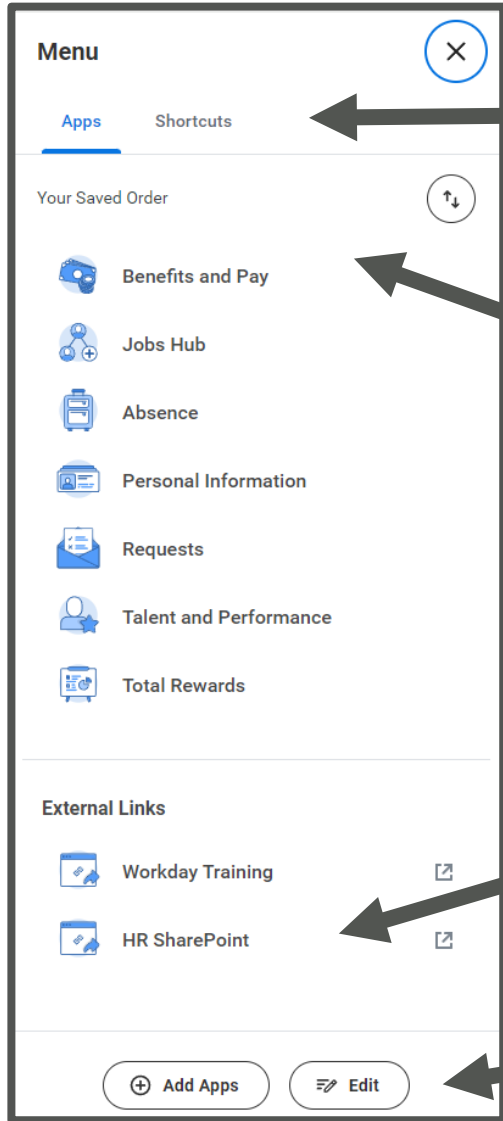 Menu
Apps Shortcuts
Your Saved Order
Benefits and Pay
Jobs Hub
Absence
Personal Information
Requests
Talent and Performance
Total Rewards
External Links
Workday Training
HR SharePoint
Add Apps Edit